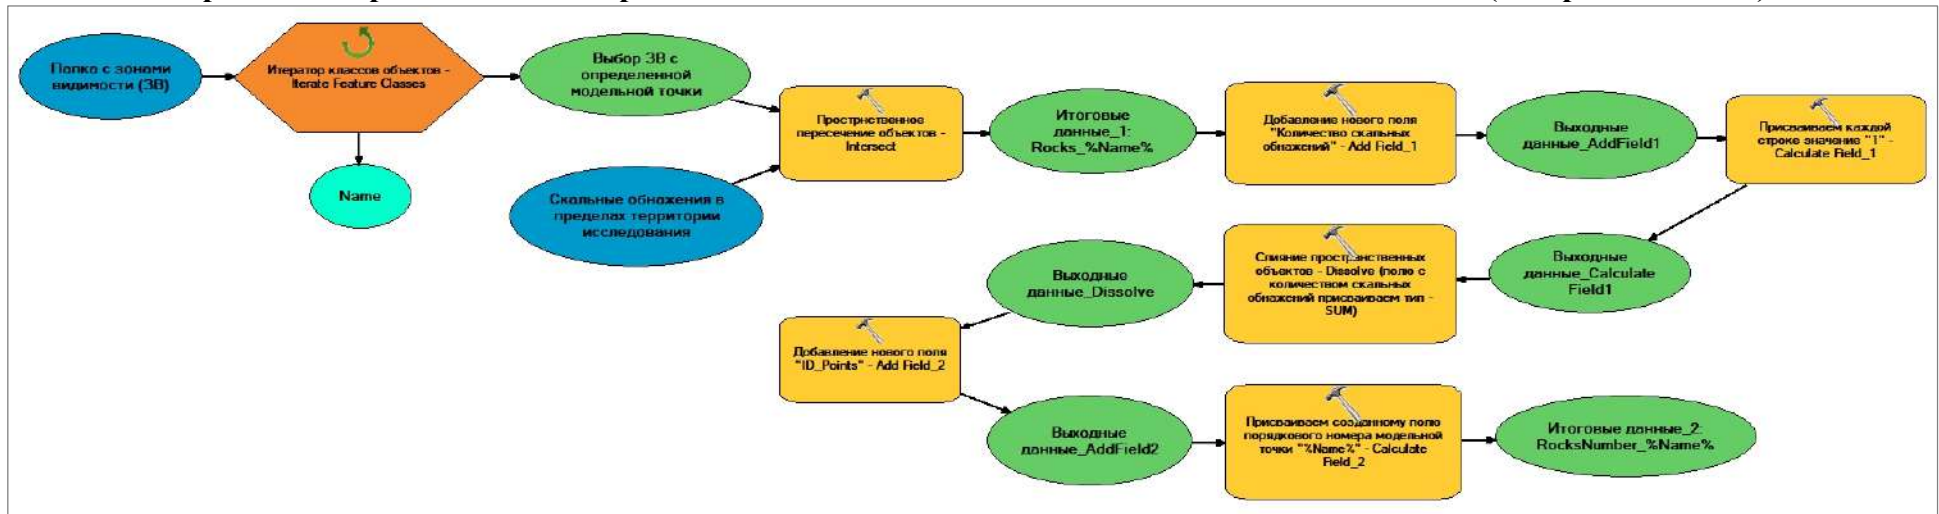 Папка с зонами
видимости (ЗВ)
Итератор классов объектов -
Iterate Feature Classes
Name
Выбор ЗВ с
определенной
модельной точки
Скальные обнажения в
пределах территории
исследования
Прострнственное
пересечение объектов -
Intersect
Итоговые
данные_1:
Rocks_%Name%
Добавление нового поля
"Количество скальных
обнажений" - Add Field_1
Выходные
данные_AddField1
Присваиваем каждой
строке значение "1" -
Calculate Field_1
Выходные
данные_Calculate
Field1
Слияние пространственных
объектов - Dissolve (полю с
количеством скальных
обнажений присваиваем тип -
SUM)
Выходные
данные_Dissolve
Добавление нового поля
"ID_Points" - Add Field_2
Выходные
данные_AddField2
Присваиваем созданному полю
порядкового номера модельной
точки "%Name%" - Calculate
Field_2
Итоговые данные_2:
RocksNumber_%Name%